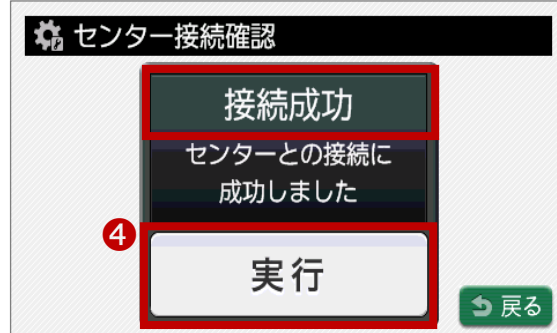 センター接続確認
接続成功
センターとの接続に
成功しました
4
実行
戻る